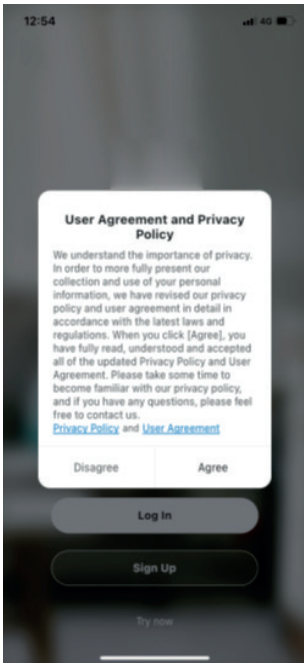 12:54
4G
User Agreement and Privacy
Policy
We understand the importance of privacy.
In order to more fully present our
collection and use of your personal
information, we have revised our privacy
policy and user agreement in detail in
accordance with the latest laws and
regulations. When you click [Agree], you
have fully read, understood and accepted
all of the updated Privacy Policy and User
Agreement. Please take some time to
become familiar with our privacy policy,
and if you have any questions, please feel
free to contact us.
Privacy Policy and User Agreement
Disagree Agree
Log In
Sign Up
Try now